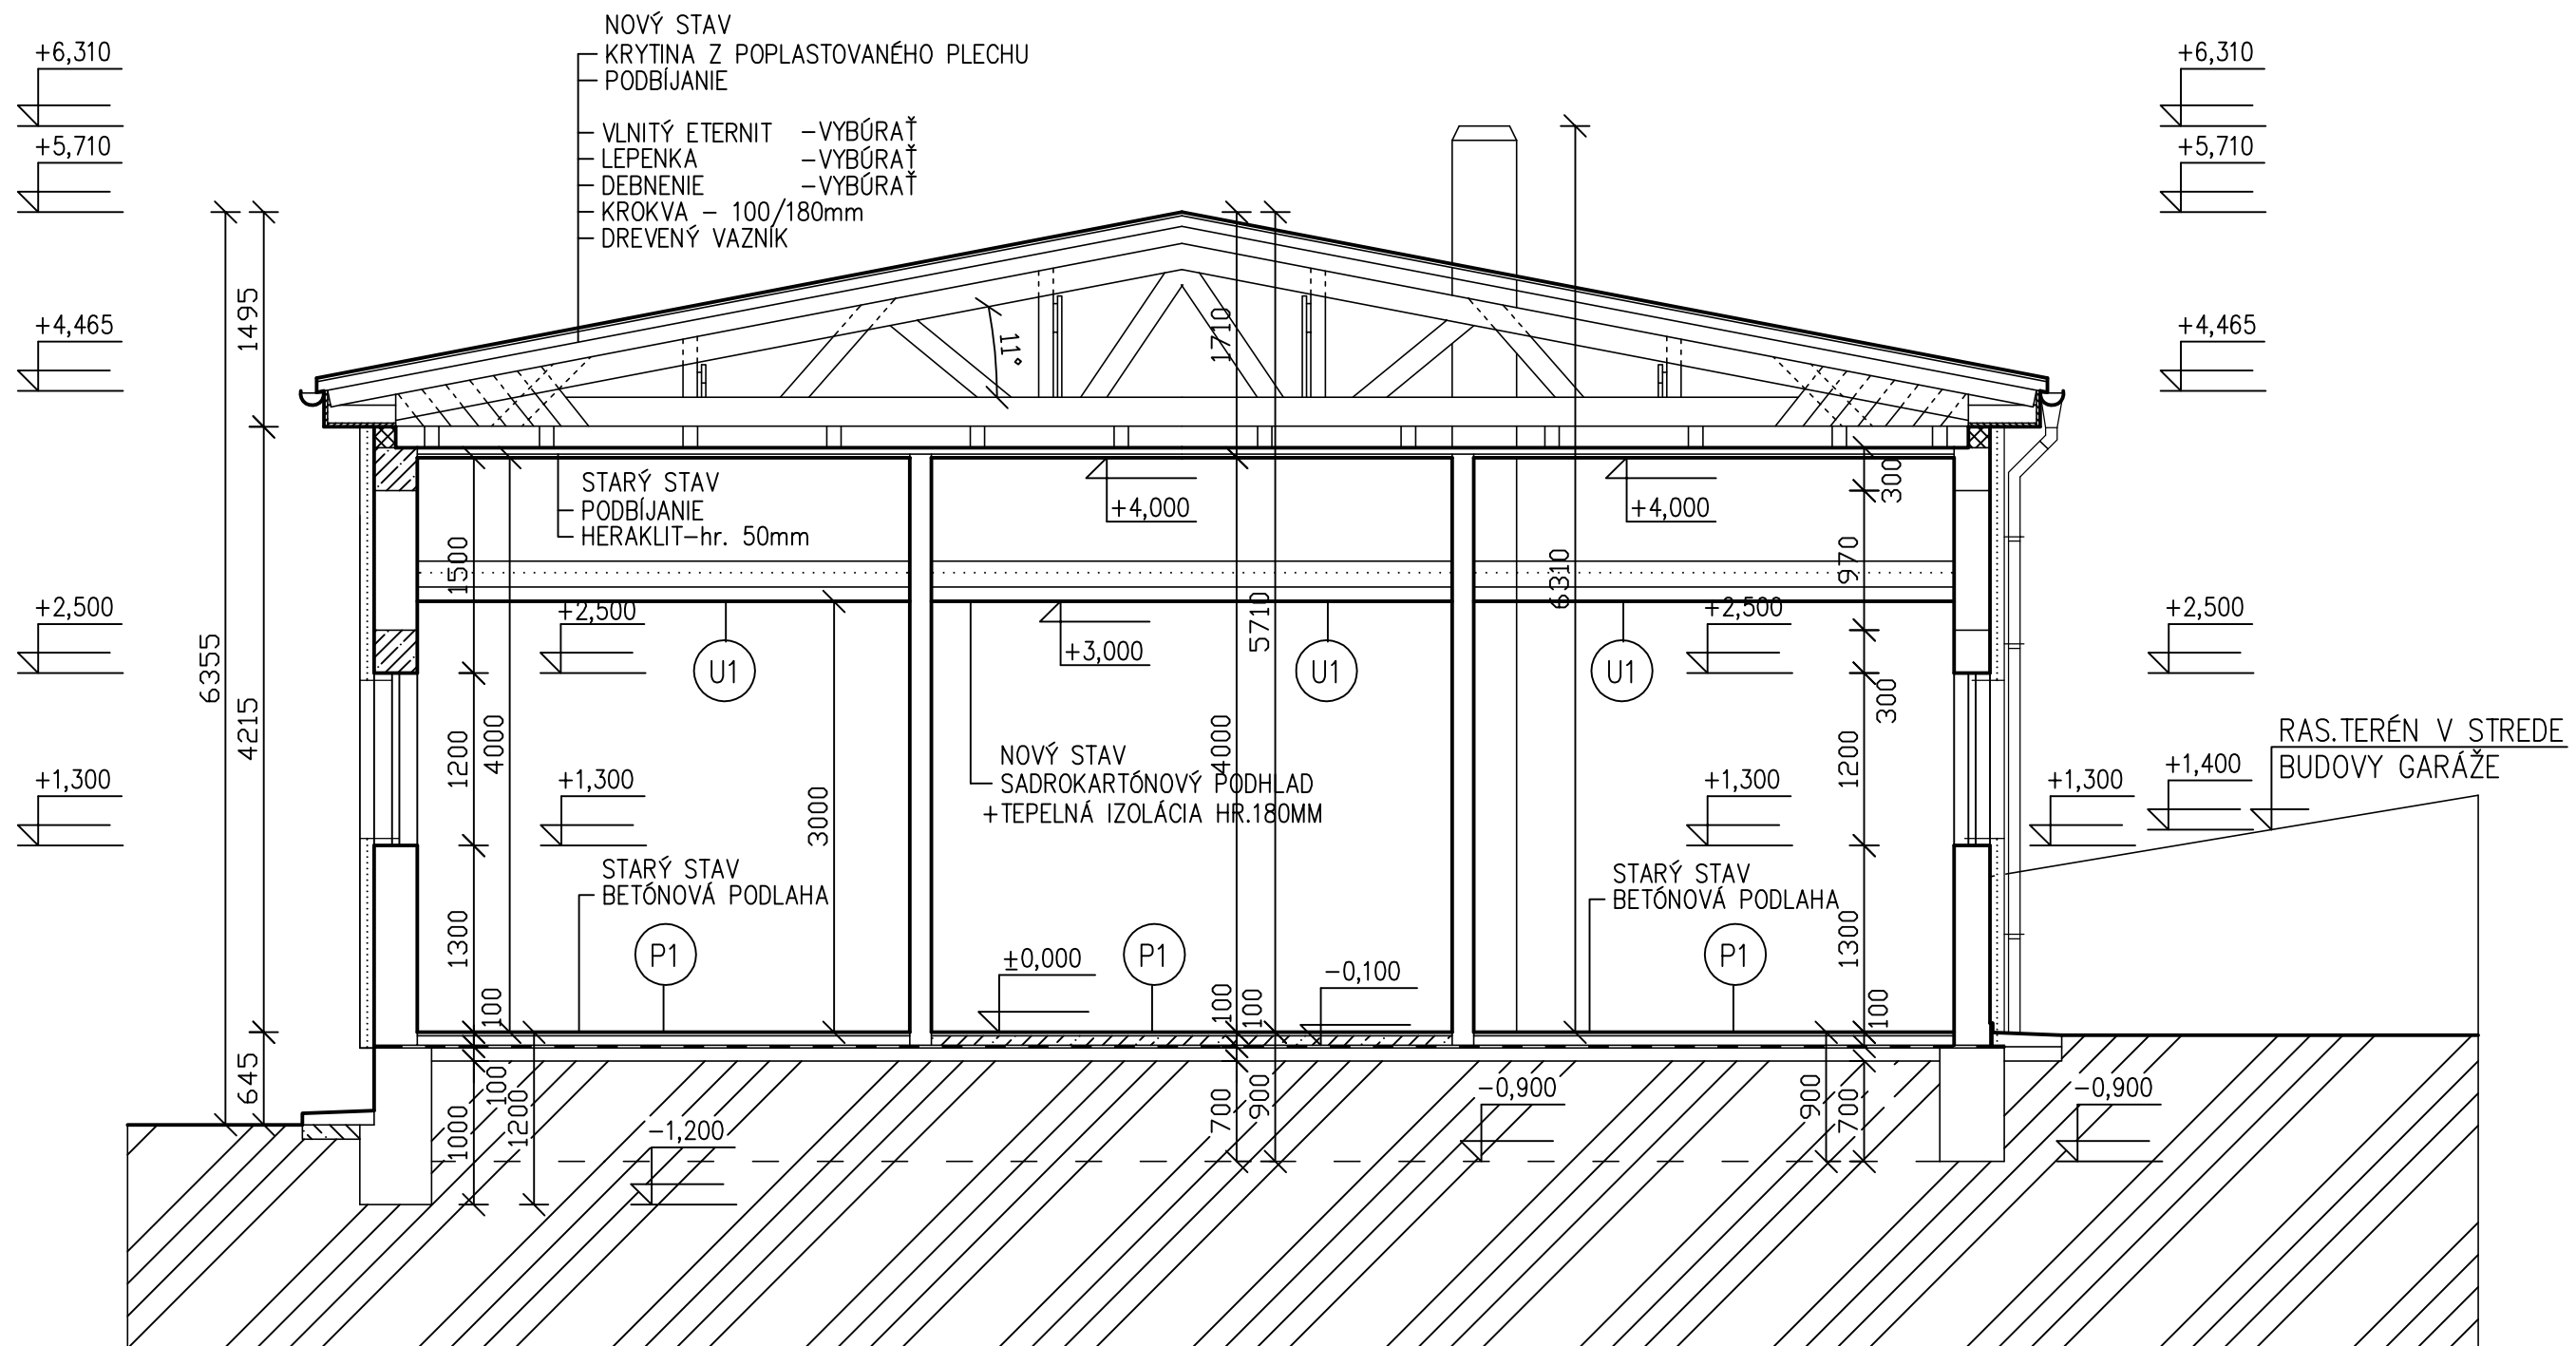 NOVÝ STAV
KRYTINA Z POPLASTOVANÉHO PLECHU
PODBÍJANIE
VLNITÝ ETERNIT -VYBÚRAŤ
LEPENKA -VYBÚRAŤ
DEBNENIE -VYBÚRAŤ
KROKVA - 100/180mm
DREVENÝ VAZNÍK
+6,310
+5,710
+4,465
+2,500
+1,300
+6,310
+5,710
+4,465
+2,500
+1,400
+1,300
RAS.TERÉN V STREDE
BUDOVY GARÁŽE
1495
6355
4215
645
11°
1710
STARÝ STAV
PODBÍJANIE
HERAKLIT-hr. 50mm
+4,000
+4,000
300
970
300
1200
1300
100
1500
1200
4000
1300
100
+2,500
+1,300
U1
3000
+3,000
U1
5710
6310
U1
+2,500
+1,300
NOVÝ STAV
SADROKARTÓNOVÝ PODHLAD
+TEPELNÁ IZOLÁCIA HR.180MM
4000
STARÝ STAV
BETÓNOVÁ PODLAHA
STARÝ STAV
BETÓNOVÁ PODLAHA
P1
P1
P1
±0,000
-0,100
100
100
100
1000
1200
-1,200
700
900
-0,900
900
700
-0,900